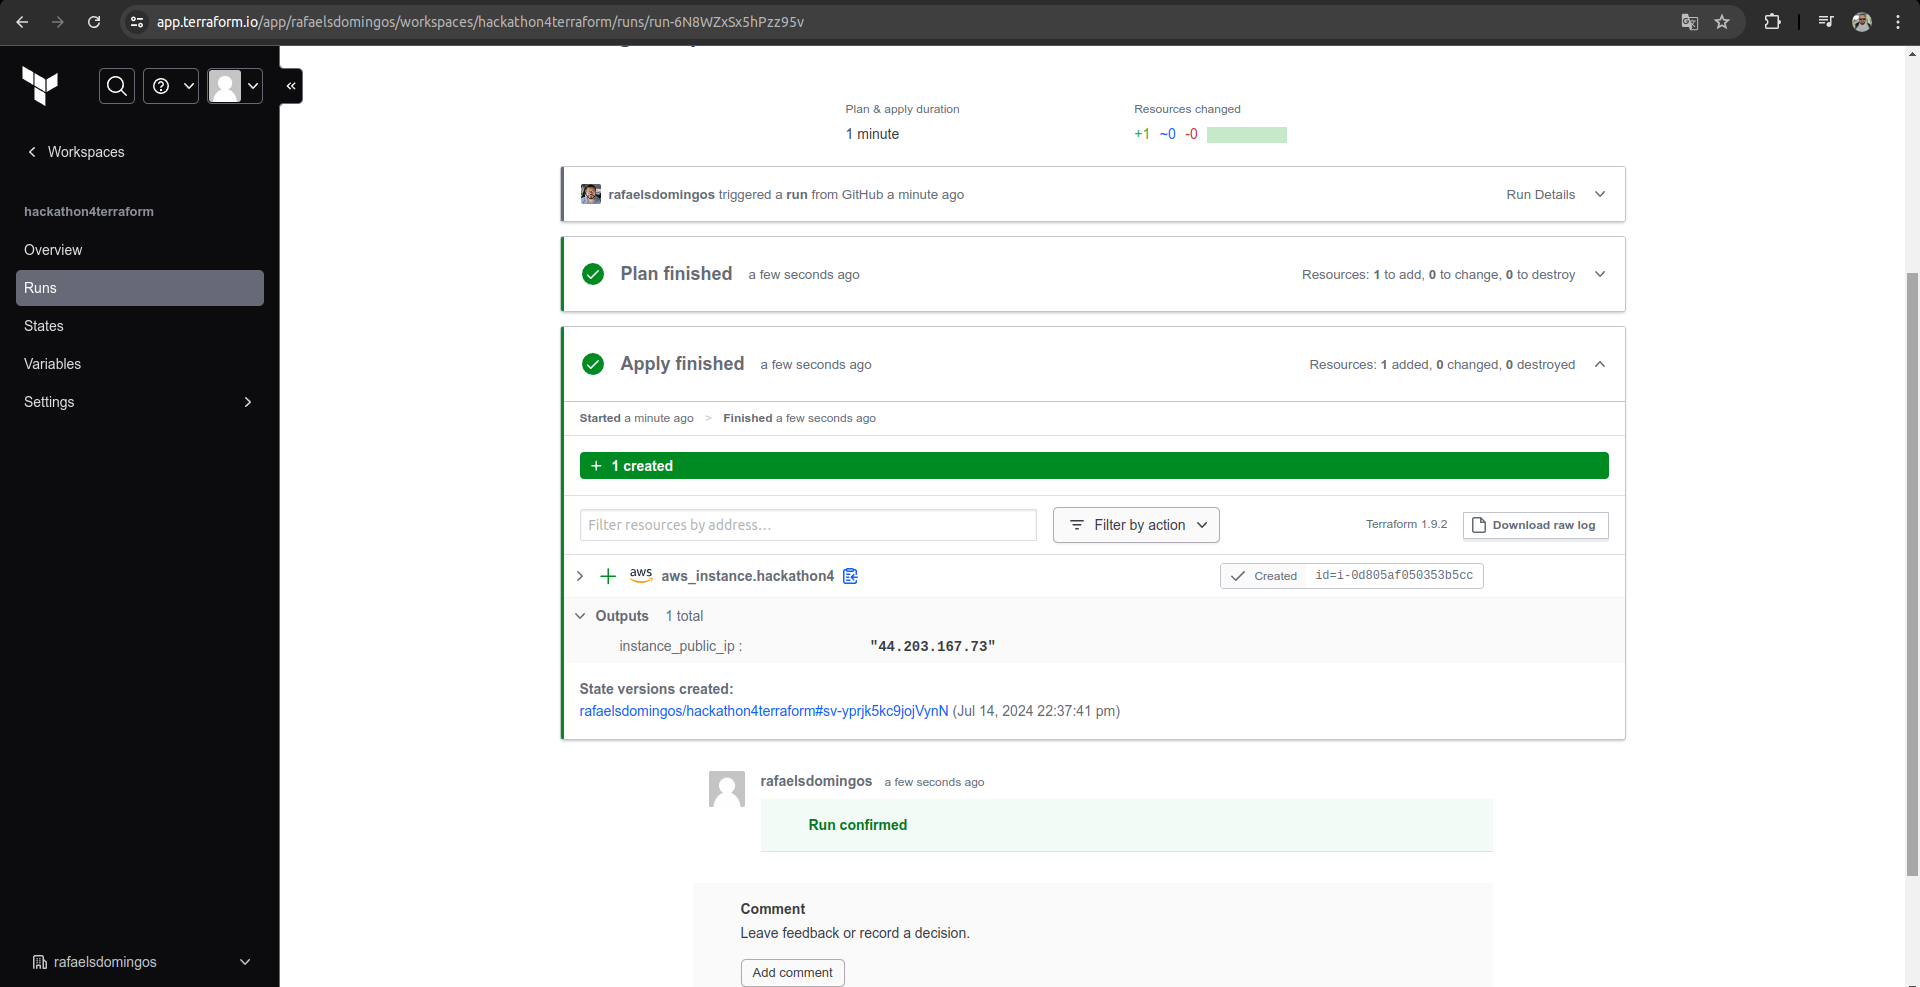 app.terraform.io/app/rafaelsdomingos/workspaces/hackathon4terraform/runs/run-6N8WZxSx5hPzz95v
Workspaces
hackathon4terraform
Overview
Runs
States
Variables
Settings
rafaelsdomingos
Plan & apply duration
1 minute
Resources changed
+1 ~0 -0
rafaelsdomingos triggered a run from GitHub a minute ago
Run Details
Plan finished a few seconds ago
Resources: 1 to add, 0 to change, 0 to destroy
Apply finished a few seconds ago
Resources: 1 added, 0 changed, 0 destroyed
Started a minute ago > Finished a few seconds ago
+ 1 created
Filter resources by address…
Filter by action
Terraform 1.9.2
Download raw log
aws aws_instance.hackathon4
Created id=i-0d805af050353b5cc
Outputs 1 total
instance_public_ip : "44.203.167.73"
State versions created:
rafaelsdomingos/hackathon4terraform#sv-yprjk5kc9jojVynN (Jul 14, 2024 22:37:41 pm)
rafaelsdomingos a few seconds ago
Run confirmed
Comment
Leave feedback or record a decision.
Add comment